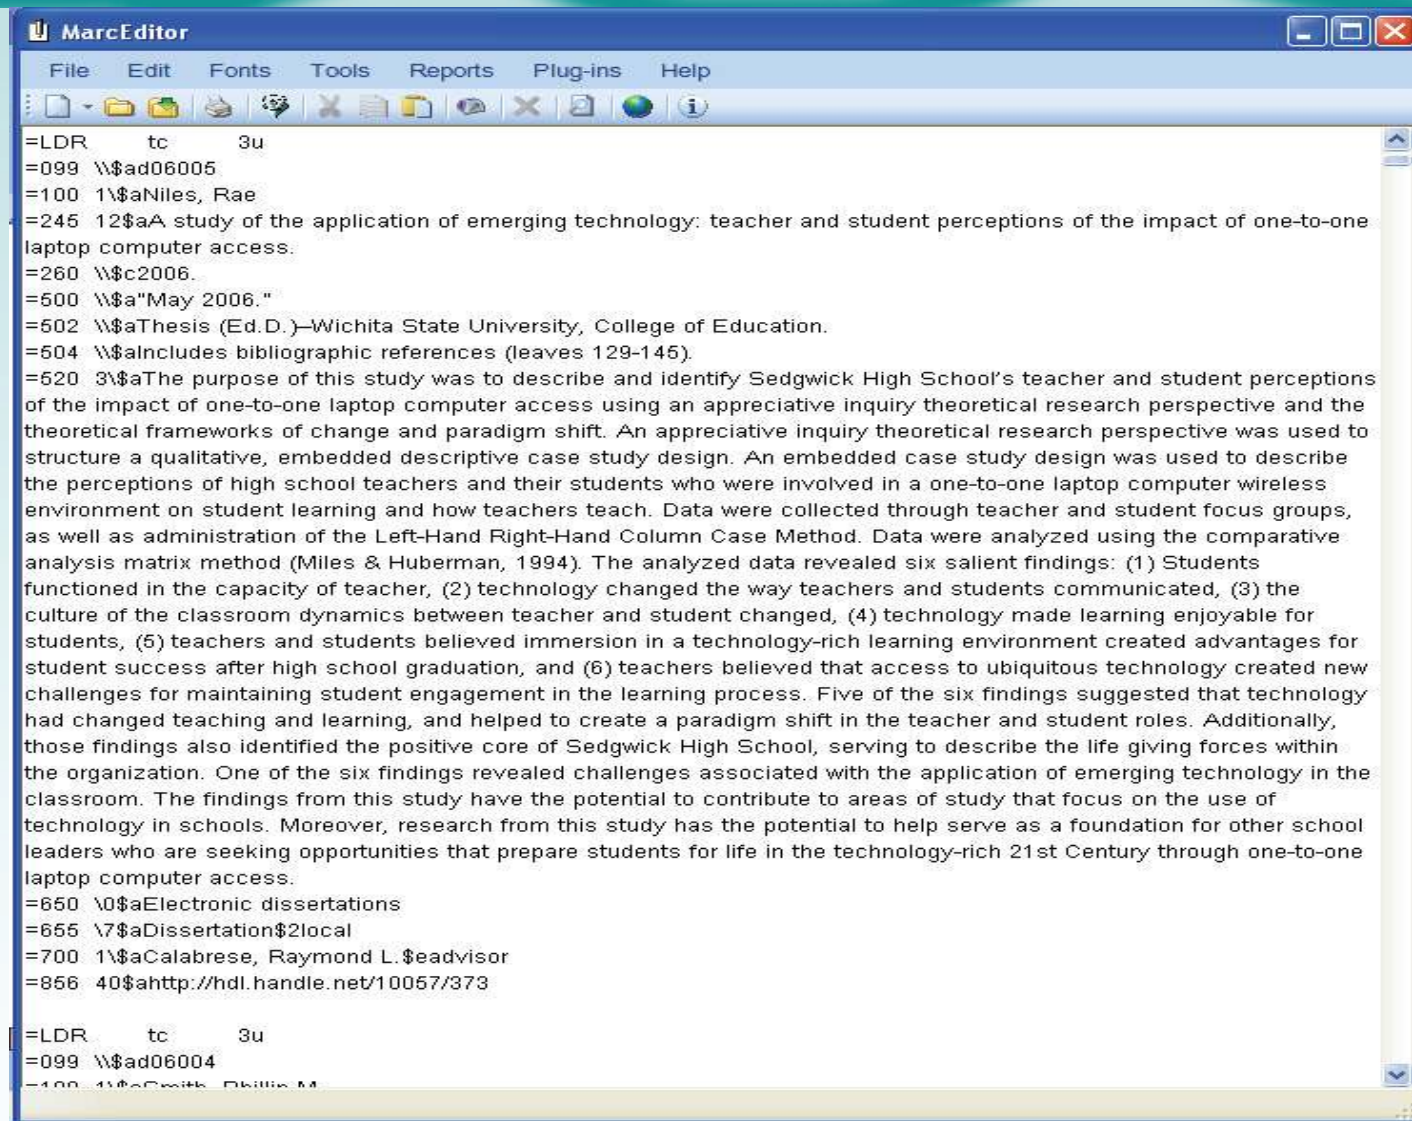 MarcEditor
File Edit Fonts Tools Reports Plug-ins Help
=LDR tc 3u
=099 \\$ad06005
=100 1\$aNiles, Rae
=245 12$aA study of the application of emerging technology: teacher and student perceptions of the impact of one-to-one
laptop computer access.
=260 \\$c2006.
=500 \\$a"May 2006."
=502 \\$aThesis (Ed.D.)--Wichita State University, College of Education.
=504 \\$aIncludes bibliographic references (leaves 129-145).
=520 3\$aThe purpose of this study was to describe and identify Sedgwick High School's teacher and student perceptions
of the impact of one-to-one laptop computer access using an appreciative inquiry theoretical research perspective and the
theoretical frameworks of change and paradigm shift. An appreciative inquiry theoretical research perspective was used to
structure a qualitative, embedded descriptive case study design. An embedded case study design was used to describe
the perceptions of high school teachers and their students who were involved in a one-to-one laptop computer wireless
environment on student learning and how teachers teach. Data were collected through teacher and student focus groups,
as well as administration of the Left-Hand Right-Hand Column Case Method. Data were analyzed using the comparative
analysis matrix method (Miles & Huberman, 1994). The analyzed data revealed six salient findings: (1) Students
functioned in the capacity of teacher, (2) technology changed the way teachers and students communicated, (3) the
culture of the classroom dynamics between teacher and student changed, (4) technology made learning enjoyable for
students, (5) teachers and students believed immersion in a technology-rich learning environment created advantages for
student success after high school graduation, and (6) teachers believed that access to ubiquitous technology created new
challenges for maintaining student engagement in the learning process. Five of the six findings suggested that technology
had changed teaching and learning, and helped to create a paradigm shift in the teacher and student roles. Additionally,
those findings also identified the positive core of Sedgwick High School, serving to describe the life giving forces within
the organization. One of the six findings revealed challenges associated with the application of emerging technology in the
classroom. The findings from this study have the potential to contribute to areas of study that focus on the use of
technology in schools. Moreover, research from this study has the potential to help serve as a foundation for other school
leaders who are seeking opportunities that prepare students for life in the technology-rich 21st Century through one-to-one
laptop computer access.
=650 \0$aElectronic dissertations
=655 \7$aDissertation$2local
=700 1\$aCalabrese, Raymond L.$eadvisor
=856 40$ahttp://hdl.handle.net/10057/373
=LDR tc 3u
=099 \\$ad06004
=100 1\$aSmith, Phillip M